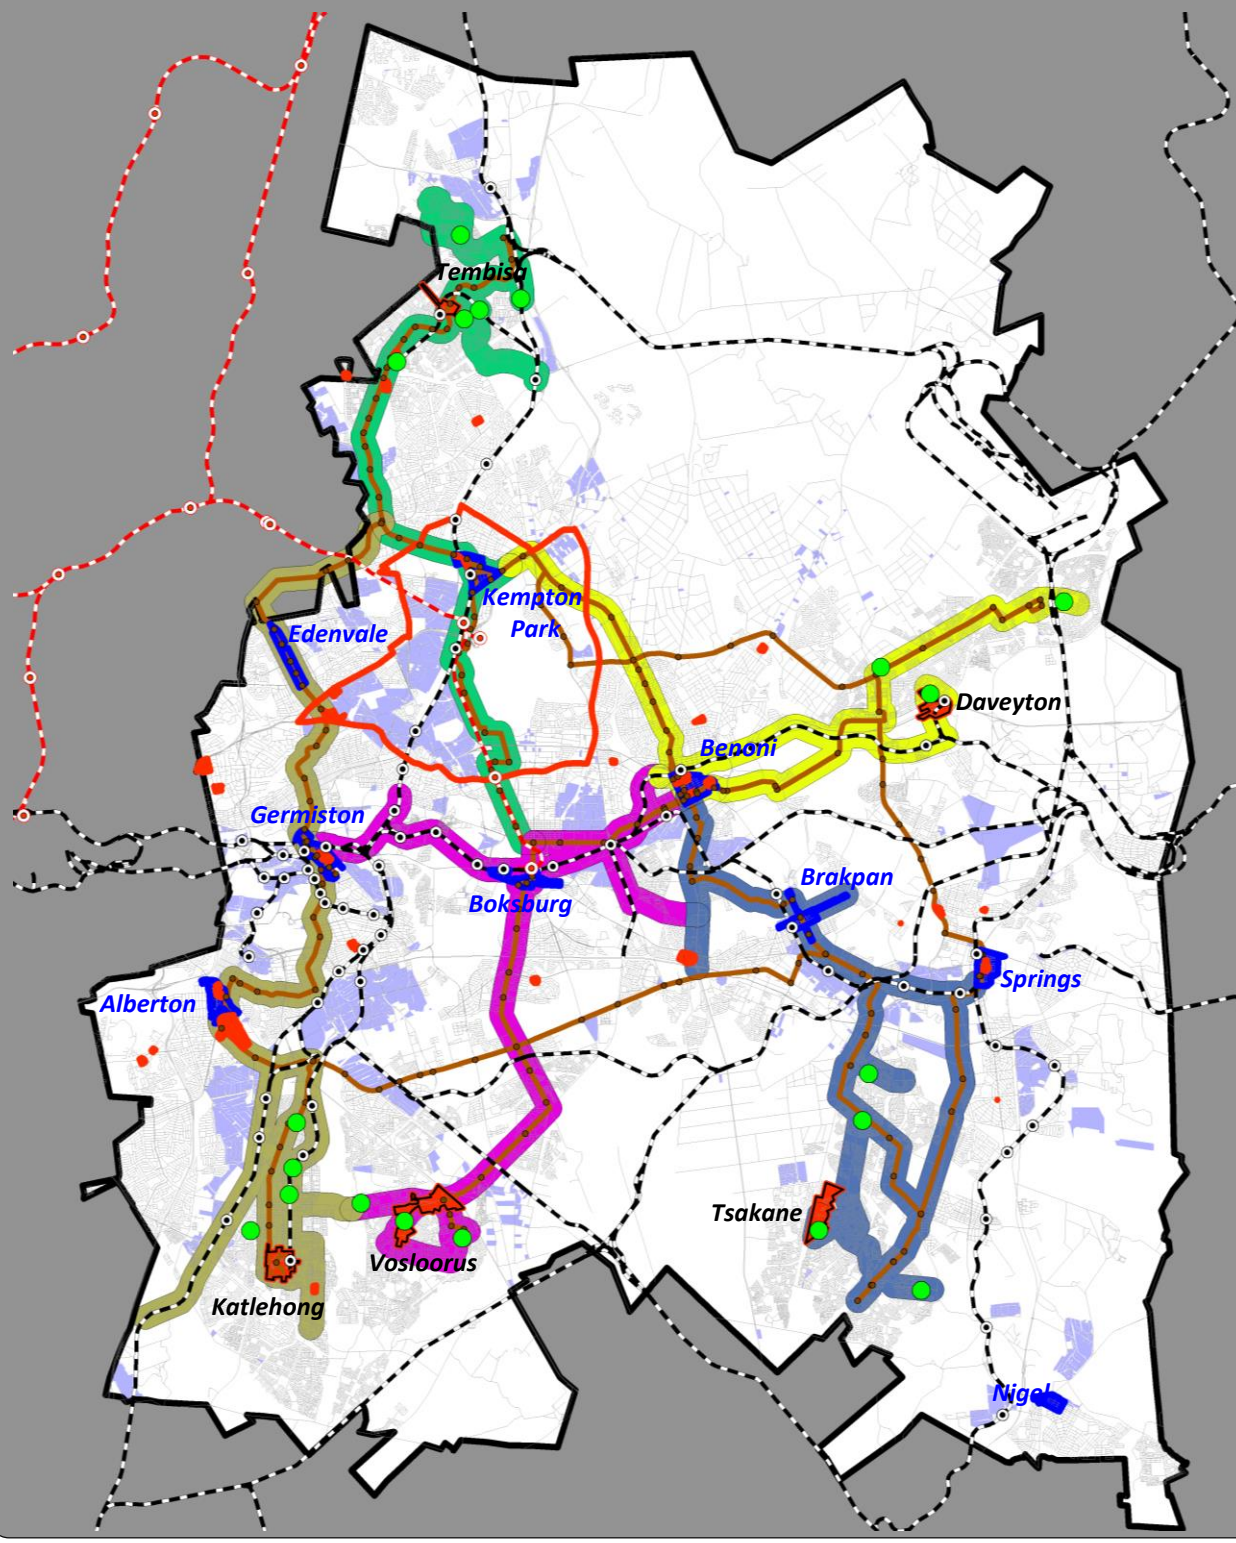 Tembisa
Kempton
Park
Edenvale
Daveyton
Benoni
Germiston
Brakpan
Boksburg
Springs
Alberton
Tsakane
Vosloorus
Katlehong
Nigel